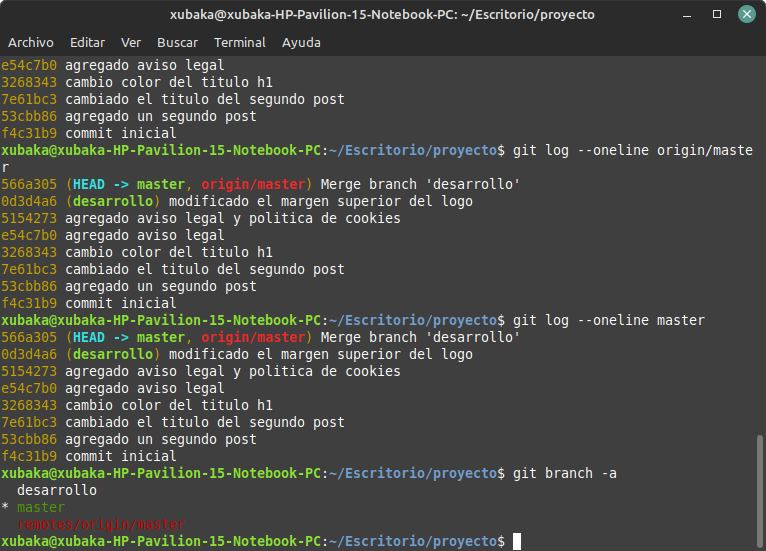 xubaka@xubaka-HP-Pavilion-15-Notebook-PC: ~/Escritorio/proyecto
Archivo Editar Ver Buscar Terminal Ayuda
e54c7b0 agregado aviso legal
3268343 cambio color del titulo h1
7e61bc3 cambiado el titulo del segundo post
53cbb86 agregado un segundo post
f4c31b9 commit inicial
xubaka@xubaka-HP-Pavilion-15-Notebook-PC:~/Escritorio/proyecto$ git log --oneline origin/maste
r
566a305 (HEAD -> master, origin/master) Merge branch 'desarrollo'
0d3d4a6 (desarrollo) modificado el margen superior del logo
5154273 agregado aviso legal y politica de cookies
e54c7b0 agregado aviso legal
3268343 cambio color del titulo h1
7e61bc3 cambiado el titulo del segundo post
53cbb86 agregado un segundo post
f4c31b9 commit inicial
xubaka@xubaka-HP-Pavilion-15-Notebook-PC:~/Escritorio/proyecto$ git log --oneline master
566a305 (HEAD -> master, origin/master) Merge branch 'desarrollo'
0d3d4a6 (desarrollo) modificado el margen superior del logo
5154273 agregado aviso legal y politica de cookies
e54c7b0 agregado aviso legal
3268343 cambio color del titulo h1
7e61bc3 cambiado el titulo del segundo post
53cbb86 agregado un segundo post
f4c31b9 commit inicial
xubaka@xubaka-HP-Pavilion-15-Notebook-PC:~/Escritorio/proyecto$ git branch -a
desarrollo
* master
remotes/origin/master
xubaka@xubaka-HP-Pavilion-15-Notebook-PC:~/Escritorio/proyecto$